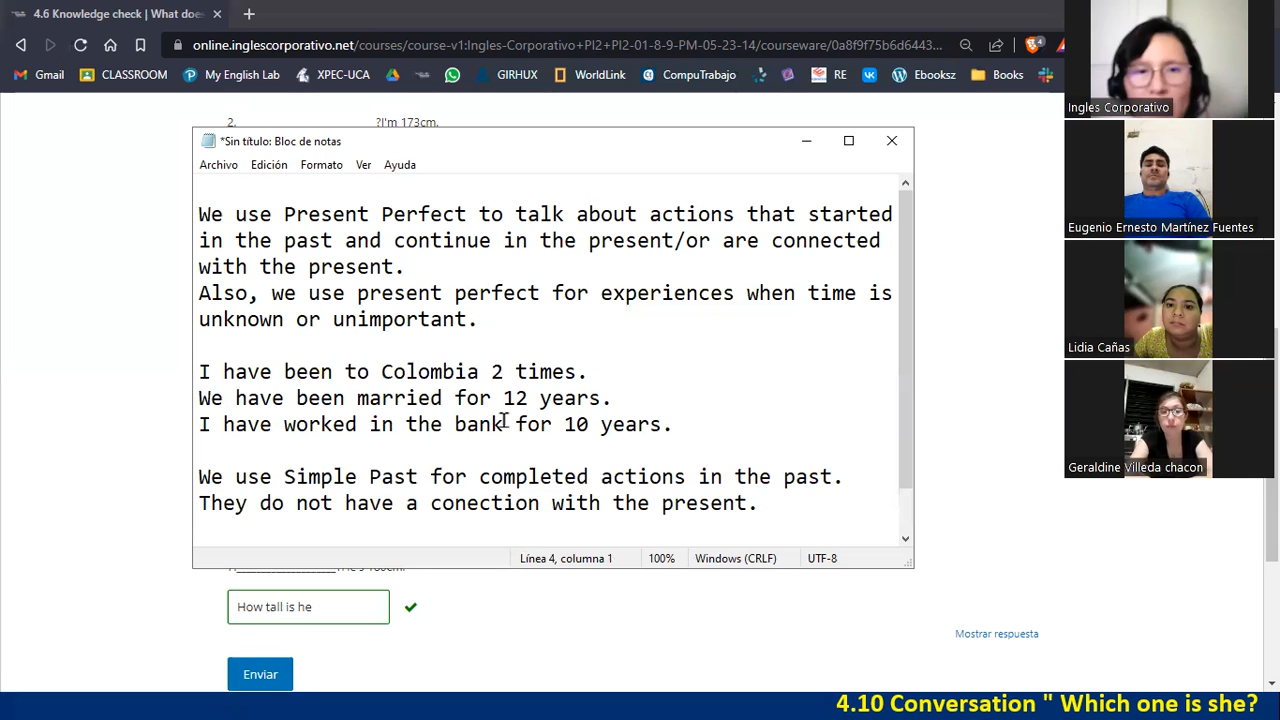 4.6 Knowledge check | What does
online.inglescorporativo.net/courses/course-v1:Ingles-Corporativo+PI2+PI2-01-8-9-PM-05-23-14/courseware/0a8f9f75b6d6443...
4
Gmail CLASSROOM My English Lab XPEC-UCA GIRHUX WorldLink CompuTrabajo RE Ebooksz Books
2. ?I'm 173cm.
*Sin título: Bloc de notas
Archivo Edición Formato Ver Ayuda
We use Present Perfect to talk about actions that started
in the past and continue in the present/or are connected
with the present.
Also, we use present perfect for experiences when time is
unknown or unimportant.
I have been to Colombia 2 times.
We have been married for 12 years.
I have worked in the bank for 10 years.
We use Simple Past for completed actions in the past.
They do not have a conection with the present.
Línea 4, columna 1 100% Windows (CRLF) UTF-8
How tall is he
Mostrar respuesta
Enviar
Ingles Corporativo
Eugenio Ernesto Martínez Fuentes
Lidia Cañas
Geraldine Villeda chacon
4.10 Conversation " Which one is she?